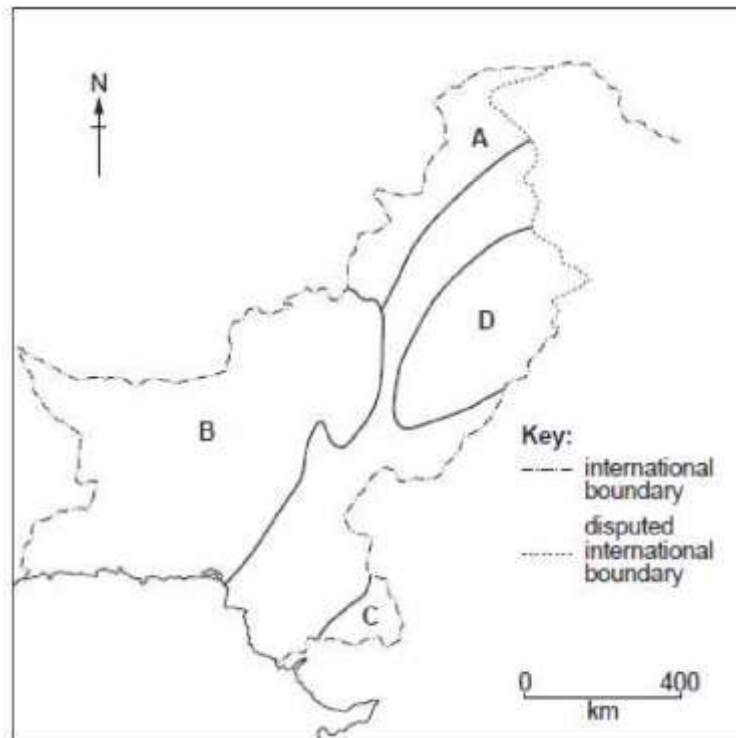 N
A
D
B
Key:
international
boundary
disputed
international
boundary
C
0 400
km